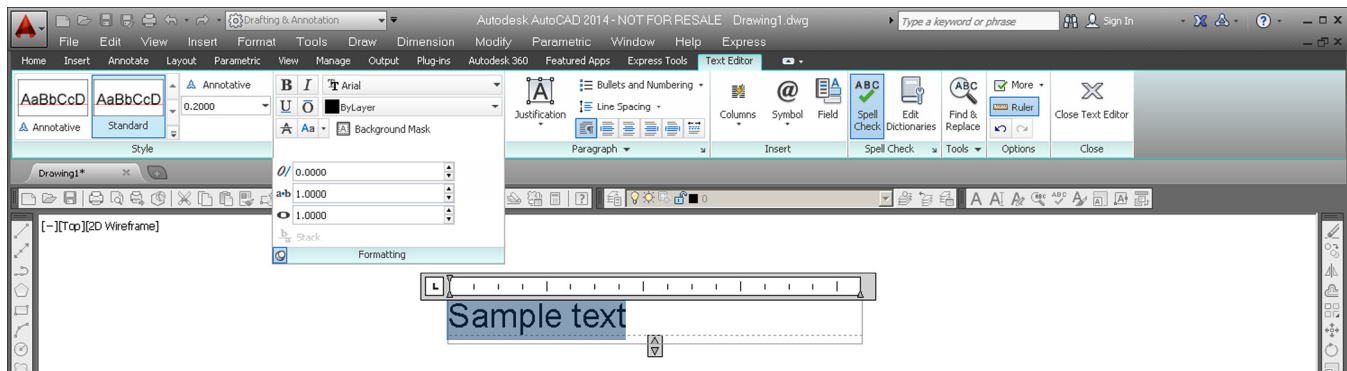 Drafting & Annotation
Autodesk AutoCAD 2014 - NOT FOR RESALE Drawing1.dwg
Type a keyword or phrase
Sign In
File Edit View Insert Format Tools Draw Dimension Modify Parametric Window Help Express
Home Insert Annotate Layout Parametric View Manage Output Plug-ins Autodesk 360 Featured Apps Express Tools Text Editor
AaBbCcD AaBbCcD
Annotative
Annotative Standard
0.2000
Style
B I Arial
U O ByLayer
A Aa Background Mask
0/ 0.0000
a•b 1.0000
1.0000
b/a Stack
Formatting
A
Justification
Bullets and Numbering
Line Spacing
Paragraph
Columns
@
Symbol
Field
Insert
ABC
Spell Check
Edit Dictionaries
Spell Check
ABC
Find & Replace
Tools
More
Ruler
Options
Close Text Editor
Close
Drawing1*
0
[-][Top][2D Wireframe]
L
Sample text